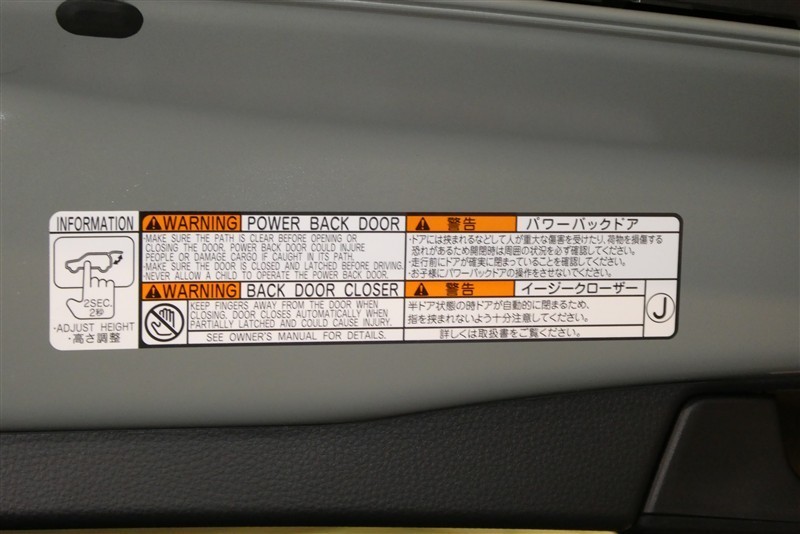 INFORMATION
2SEC.
2秒
·ADJUST HEIGHT
·高さ調整
WARNING POWER BACK DOOR
·MAKE SURE THE PATH IS CLEAR BEFORE OPENING OR
CLOSING THE DOOR. POWER BACK DOOR COULD INJURE
PEOPLE OR DAMAGE CARGO IF CAUGHT IN ITS PATH.
·MAKE SURE THE DOOR IS CLOSED AND LATCHED BEFORE DRIVING.
·NEVER ALLOW A CHILD TO OPERATE THE POWER BACK DOOR.
警告 パワーバックドア
·ドアには挟まれるなどして人が重大な傷害を受けたり、荷物を損傷する
恐れがあるため開閉時は周囲の状況を必ず確認してください。
·走行前にドアが確実に閉まっていることを確認してください。
·お子様にパワーバックドアの操作をさせないでください。
WARNING BACK DOOR CLOSER
KEEP FINGERS AWAY FROM THE DOOR WHEN
CLOSING. DOOR CLOSES AUTOMATICALLY WHEN
PARTIALLY LATCHED AND COULD CAUSE INJURY.
SEE OWNER'S MANUAL FOR DETAILS.
警告 イージークローザー
半ドア状態の時ドアが自動的に閉まるため、
指を挟まれないよう十分注意してください。
詳しくは取扱書をご覧ください。
J